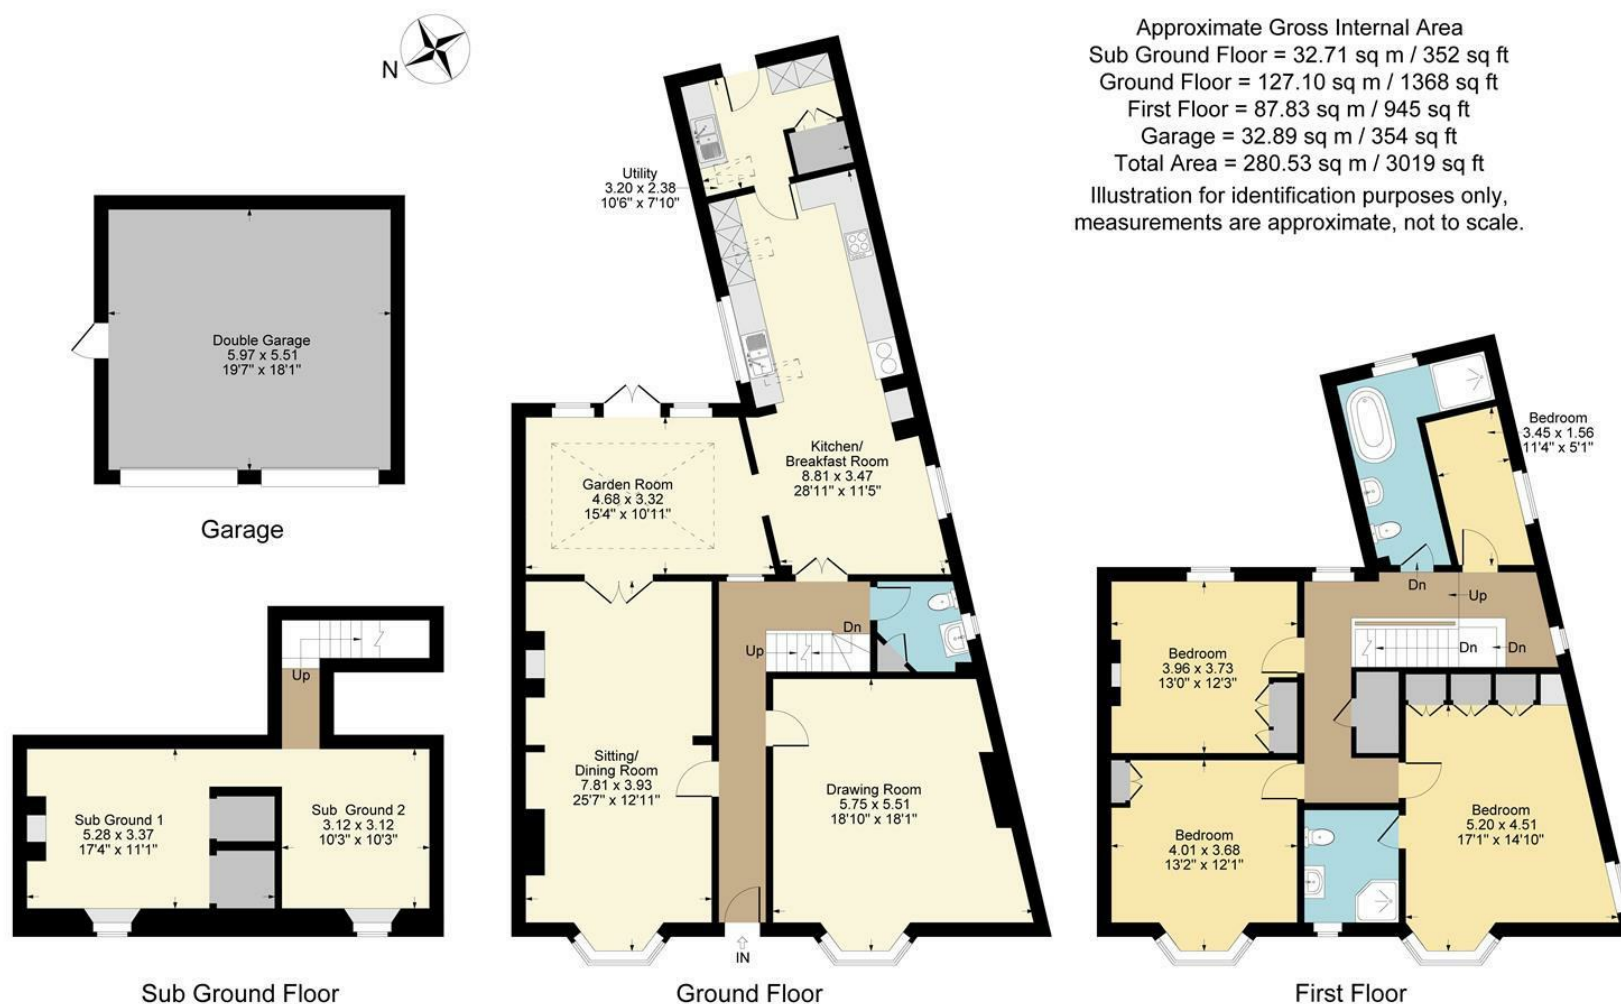 N
Approximate Gross Internal Area
Sub Ground Floor = 32.71 sq m / 352 sq ft
Ground Floor = 127.10 sq m / 1368 sq ft
First Floor = 87.83 sq m / 945 sq ft
Garage = 32.89 sq m / 354 sq ft
Total Area = 280.53 sq m / 3019 sq ft
Illustration for identification purposes only,
measurements are approximate, not to scale.
Double Garage
5.97 x 5.51
19'7" x 18'1"
Garage
Up
Sub Ground 1
5.28 x 3.37
17'4" x 11'1"
Sub Ground 2
3.12 x 3.12
10'3" x 10'3"
Sub Ground Floor
Utility
3.20 x 2.38
10'6" x 7'10"
Kitchen/
Breakfast Room
8.81 x 3.47
28'11" x 11'5"
Garden Room
4.68 x 3.32
15'4" x 10'11"
Dn
Up
Sitting/
Dining Room
7.81 x 3.93
25'7" x 12'11"
Drawing Room
5.75 x 5.51
18'10" x 18'1"
IN
Ground Floor
Bedroom
3.45 x 1.56
11'4" x 5'1"
Dn
Up
Dn
Dn
Bedroom
3.96 x 3.73
13'0" x 12'3"
Bedroom
4.01 x 3.68
13'2" x 12'1"
Bedroom
5.20 x 4.51
17'1" x 14'10"
First Floor